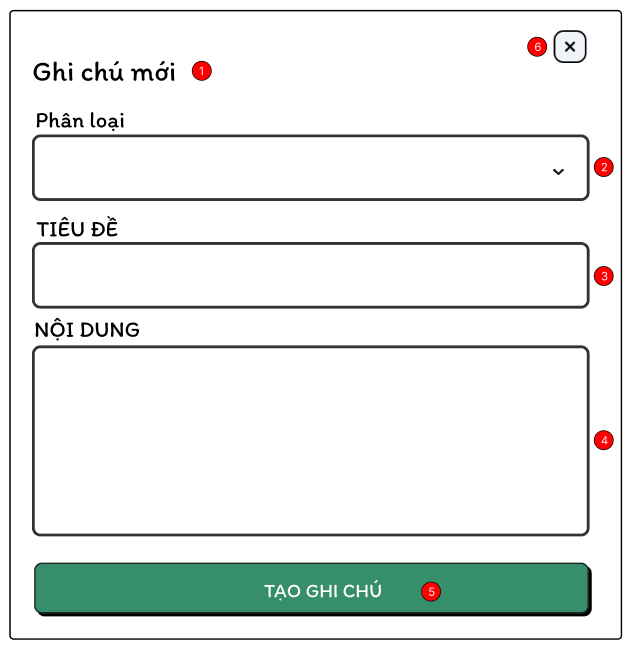 6
Ghi chú mới 1
Phân loại
2
TIÊU ĐỀ
3
NỘI DUNG
4
TẠO GHI CHÚ 5